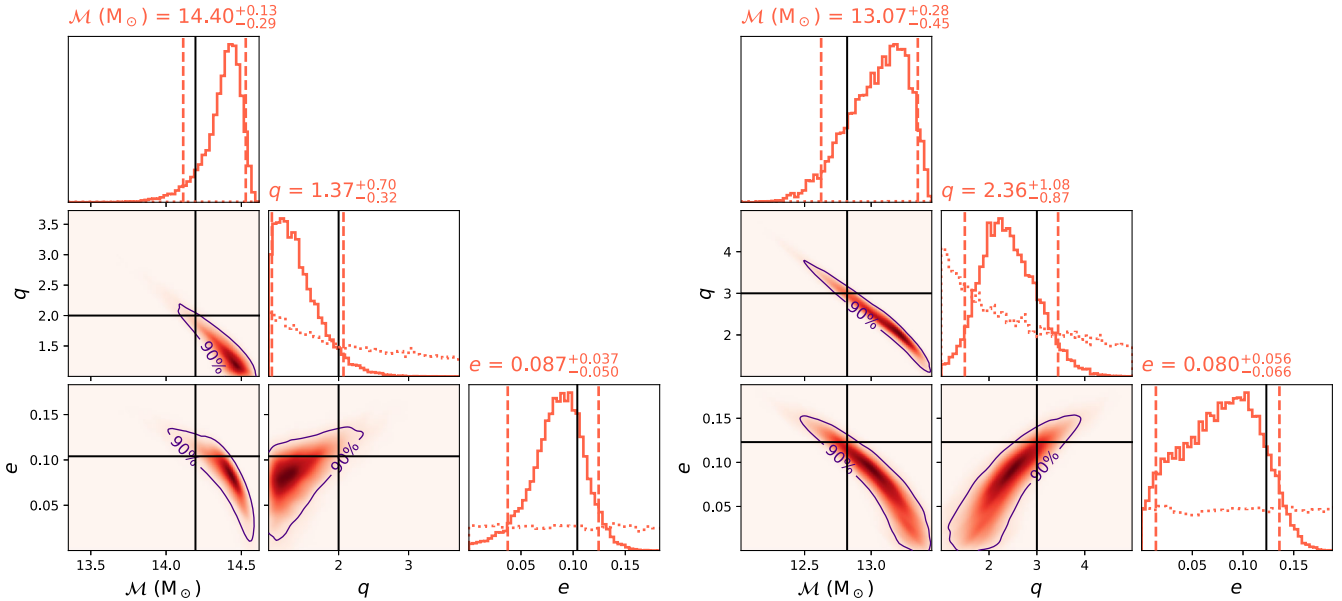 ℳ (M⊙) = 14.40 +0.13 −0.29
q = 1.37 +0.70 −0.32
e = 0.087 +0.037 −0.050
3.5
3.0
2.5
2.0
1.5
q
90%
0.15
0.10
0.05
e
90%
90%
13.5 14.0 14.5
2 3
0.05 0.10 0.15
ℳ (M⊙)
q
e
ℳ (M⊙) = 13.07 +0.28 −0.45
q = 2.36 +1.08 −0.87
e = 0.080 +0.056 −0.066
4
3
2
q
90%
0.15
0.10
0.05
e
90%
90%
12.5 13.0
2 4
0.05 0.10 0.15
ℳ (M⊙)
q
e